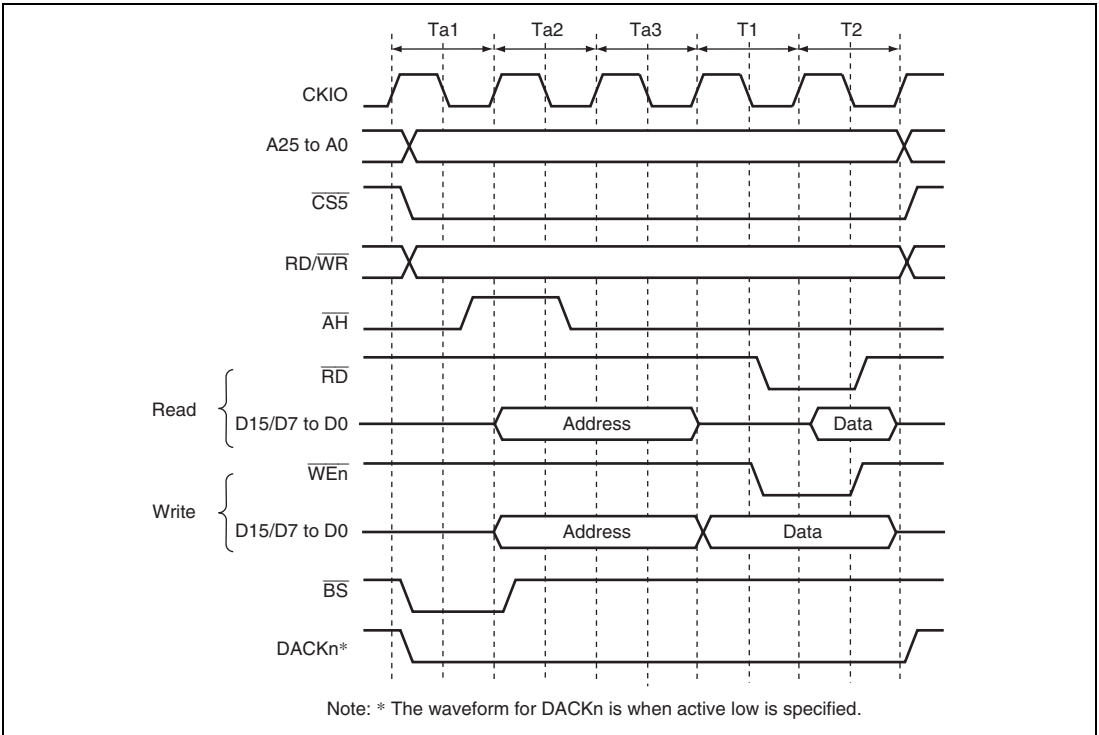 Ta1 Ta2 Ta3 T1 T2
CKIO
A25 to A0
CS5
RD/WR
AH
RD
Read
D15/D7 to D0 Address Data
WEn
Write
D15/D7 to D0 Address Data
BS
DACKn*
Note: * The waveform for DACKn is when active low is specified.